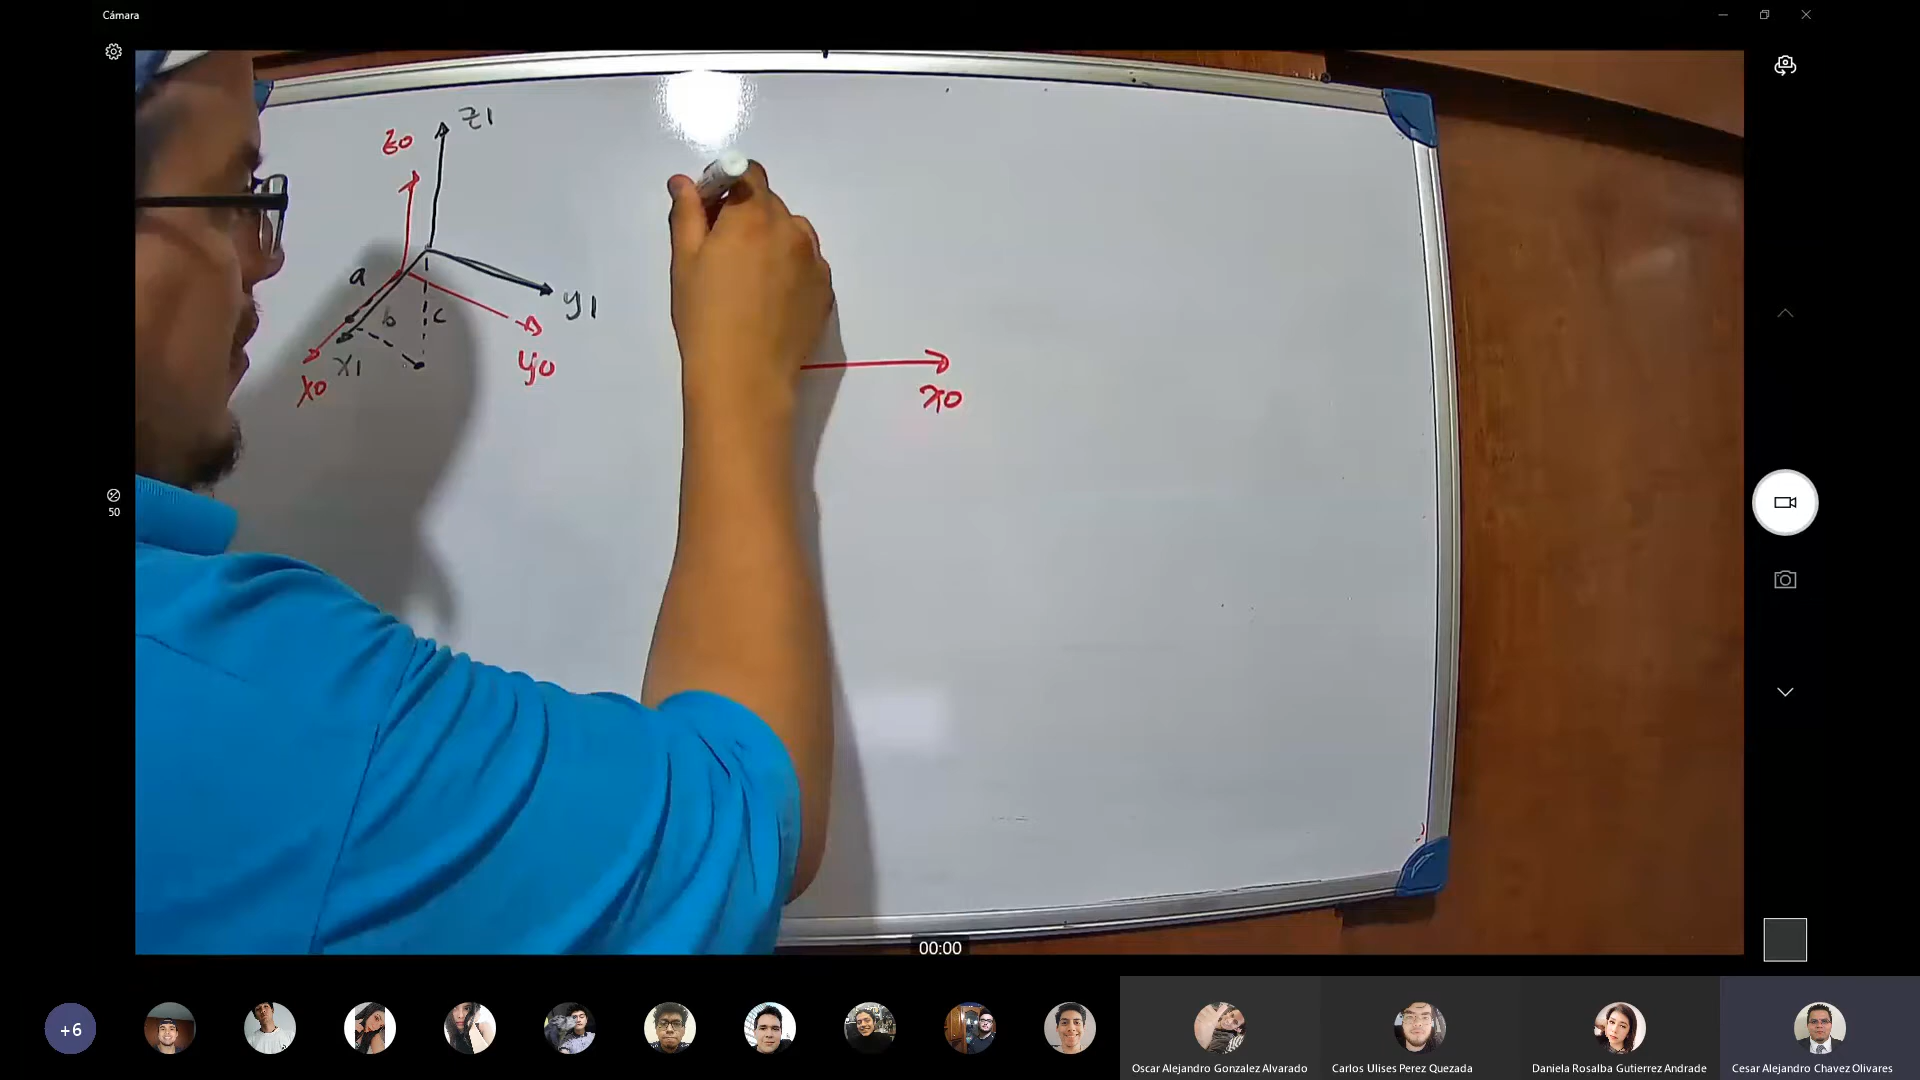 Cámara
z1
z0
a
b
c
y1
x1
x0
y0
x0
50
00:00
+6
Oscar Alejandro Gonzalez Alvarado
Carlos Ulises Perez Quezada
Daniela Rosalba Gutierrez Andrade
Cesar Alejandro Chavez Olivares